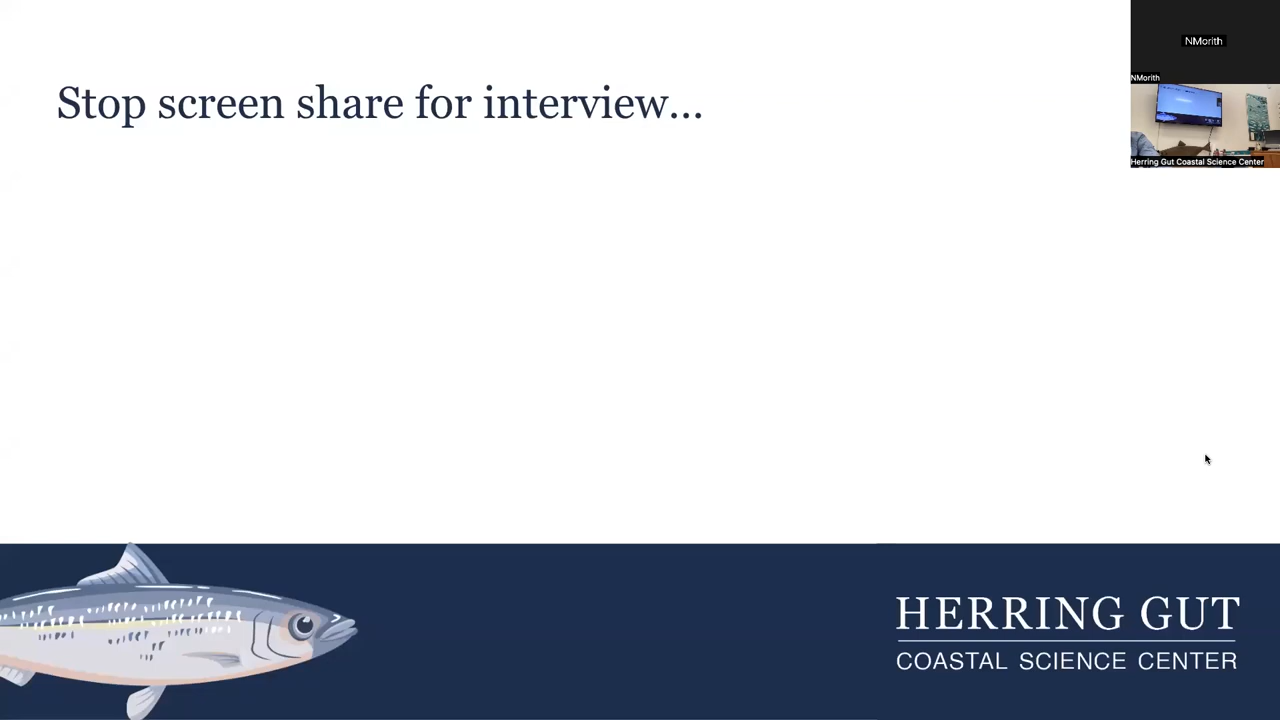 Stop screen share for interview...
NMorith
NMorith
Herring Gut Coastal Science Center
HERRING GUT
COASTAL SCIENCE CENTER